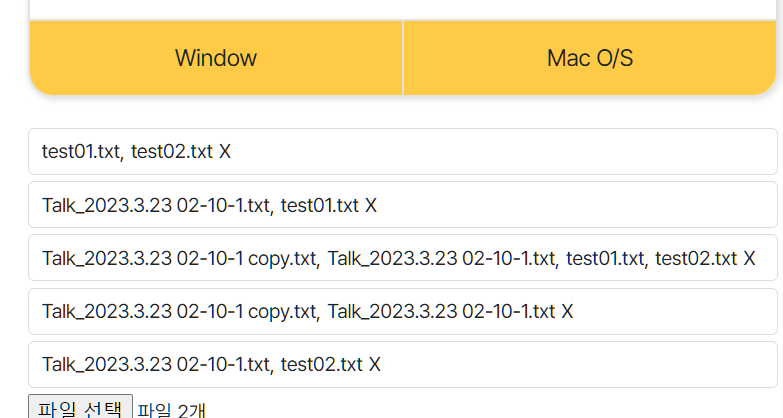 Window
Mac O/S
test01.txt, test02.txt X
Talk_2023.3.23 02-10-1.txt, test01.txt X
Talk_2023.3.23 02-10-1 copy.txt, Talk_2023.3.23 02-10-1.txt, test01.txt, test02.txt X
Talk_2023.3.23 02-10-1 copy.txt, Talk_2023.3.23 02-10-1.txt X
Talk_2023.3.23 02-10-1.txt, test02.txt X
파일 선택 파일 2개